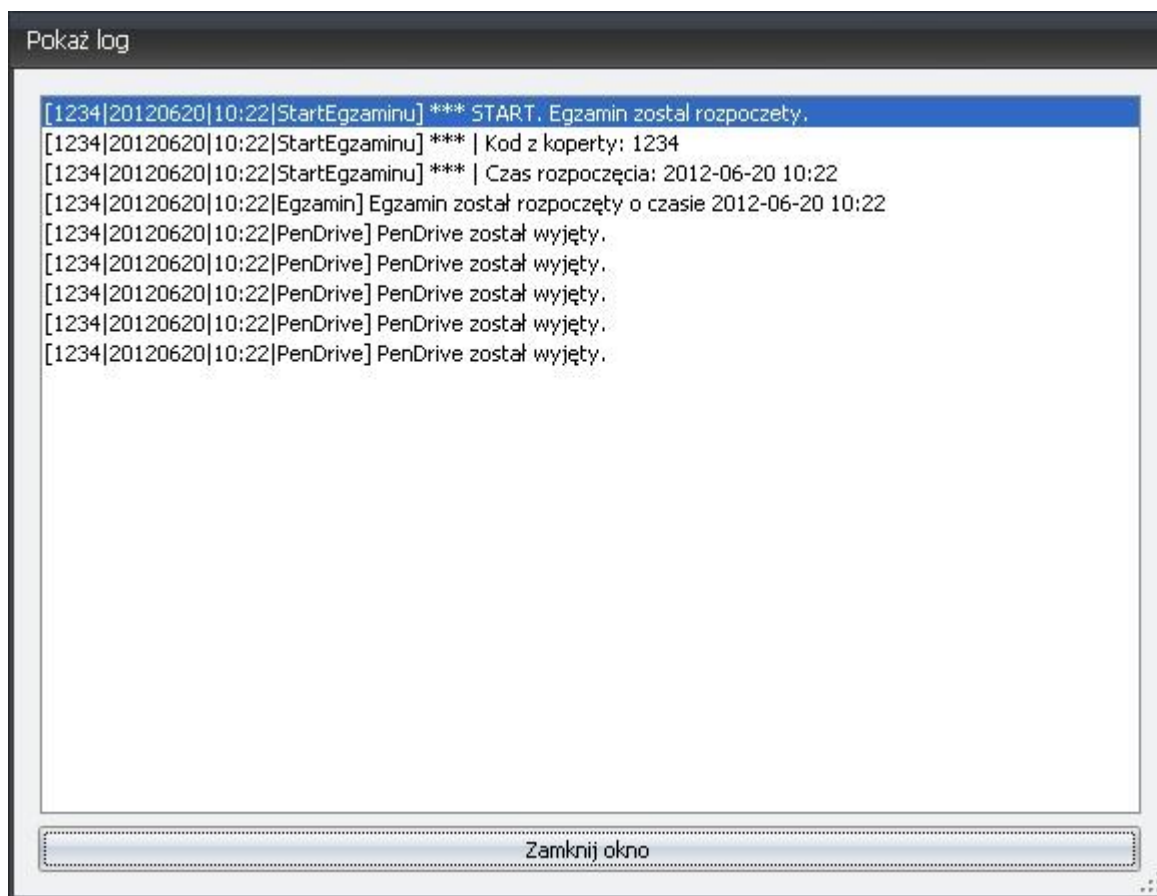 Pokaż log
[1234|20120620|10:22|StartEgzaminu] *** START. Egzamin zostal rozpoczety.
[1234|20120620|10:22|StartEgzaminu] *** | Kod z koperty: 1234
[1234|20120620|10:22|StartEgzaminu] *** | Czas rozpoczęcia: 2012-06-20 10:22
[1234|20120620|10:22|Egzamin] Egzamin został rozpoczęty o czasie 2012-06-20 10:22
[1234|20120620|10:22|PenDrive] PenDrive został wyjęty.
[1234|20120620|10:22|PenDrive] PenDrive został wyjęty.
[1234|20120620|10:22|PenDrive] PenDrive został wyjęty.
[1234|20120620|10:22|PenDrive] PenDrive został wyjęty.
[1234|20120620|10:22|PenDrive] PenDrive został wyjęty.
Zamknij okno